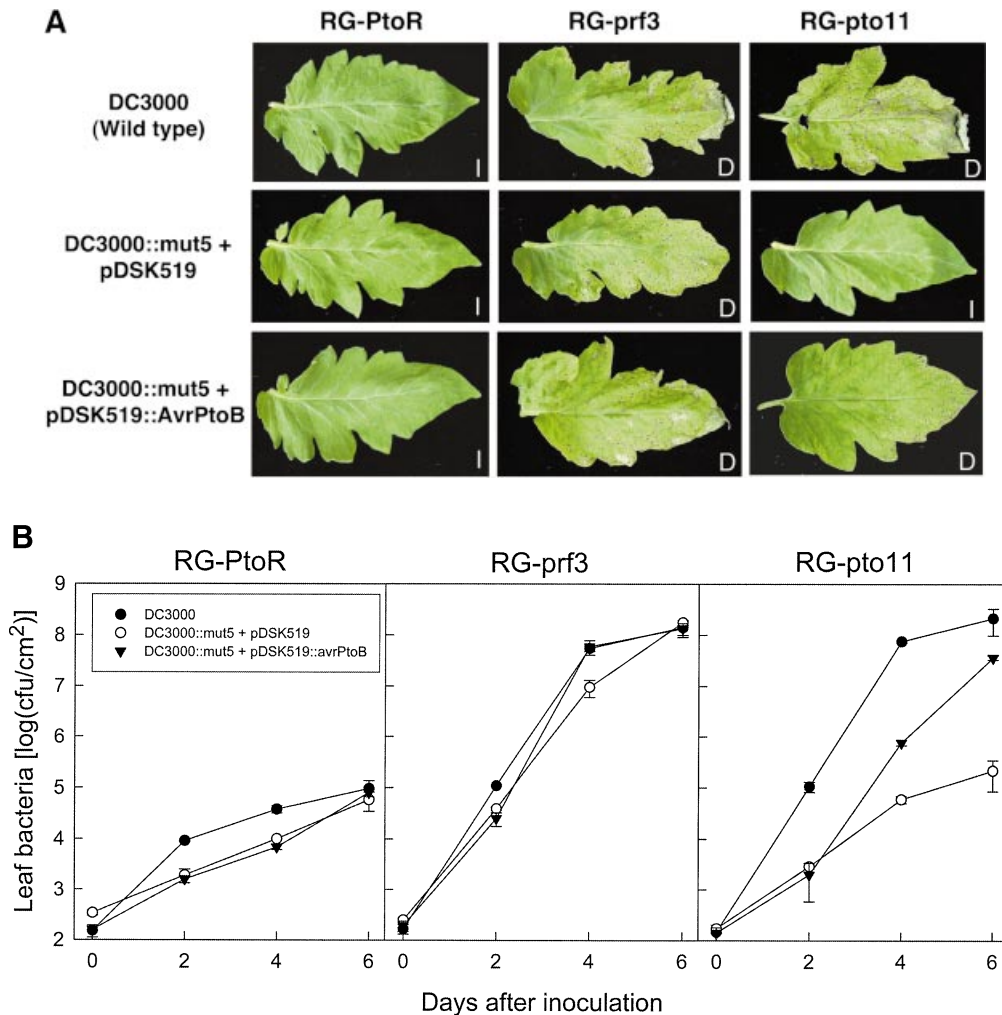 A
RG-PtoR RG-prf3 RG-pto11
DC3000
(Wild type)
I D D
DC3000::mut5 +
pDSK519
I D I
DC3000::mut5 +
pDSK519::AvrPtoB
I D D
B
RG-PtoR RG-prf3 RG-pto11
9
8
7
6
5
4
3
2
Leaf bacteria [log(cfu/cm²)]
DC3000
DC3000::mut5 + pDSK519
DC3000::mut5 + pDSK519::avrPtoB
0 2 4 6 0 2 4 6 0 2 4 6
Days after inoculation